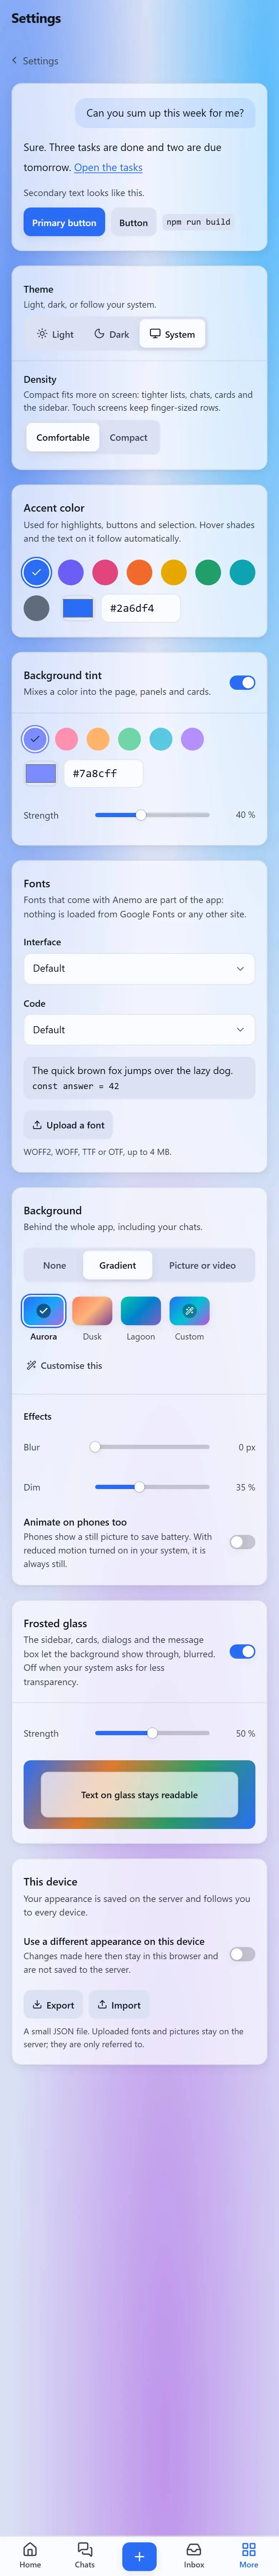 Settings
Settings
Can you sum up this week for me?
Sure. Three tasks are done and two are due
tomorrow. Open the tasks
Secondary text looks like this.
Primary button
Button
npm run build
Theme
Light, dark, or follow your system.
Light
Dark
System
Density
Compact fits more on screen: tighter lists, chats, cards and
the sidebar. Touch screens keep finger-sized rows.
Comfortable
Compact
Accent color
Used for highlights, buttons and selection. Hover shades
and the text on it follow automatically.
#2a6df4
Background tint
Mixes a color into the page, panels and cards.
#7a8cff
Strength
40 %
Fonts
Fonts that come with Anemo are part of the app:
nothing is loaded from Google Fonts or any other site.
Interface
Default
Code
Default
The quick brown fox jumps over the lazy dog.
const answer = 42
Upload a font
WOFF2, WOFF, TTF or OTF, up to 4 MB.
Background
Behind the whole app, including your chats.
None
Gradient
Picture or video
Aurora
Dusk
Lagoon
Custom
Customise this
Effects
Blur
0 px
Dim
35 %
Animate on phones too
Phones show a still picture to save battery. With
reduced motion turned on in your system, it is
always still.
Frosted glass
The sidebar, cards, dialogs and the message
box let the background show through, blurred.
Off when your system asks for less
transparency.
Strength
50 %
Text on glass stays readable
This device
Your appearance is saved on the server and follows you
to every device.
Use a different appearance on this device
Changes made here then stay in this browser and
are not saved to the server.
Export
Import
A small JSON file. Uploaded fonts and pictures stay on the
server; they are only referred to.
Home
Chats
Inbox
More